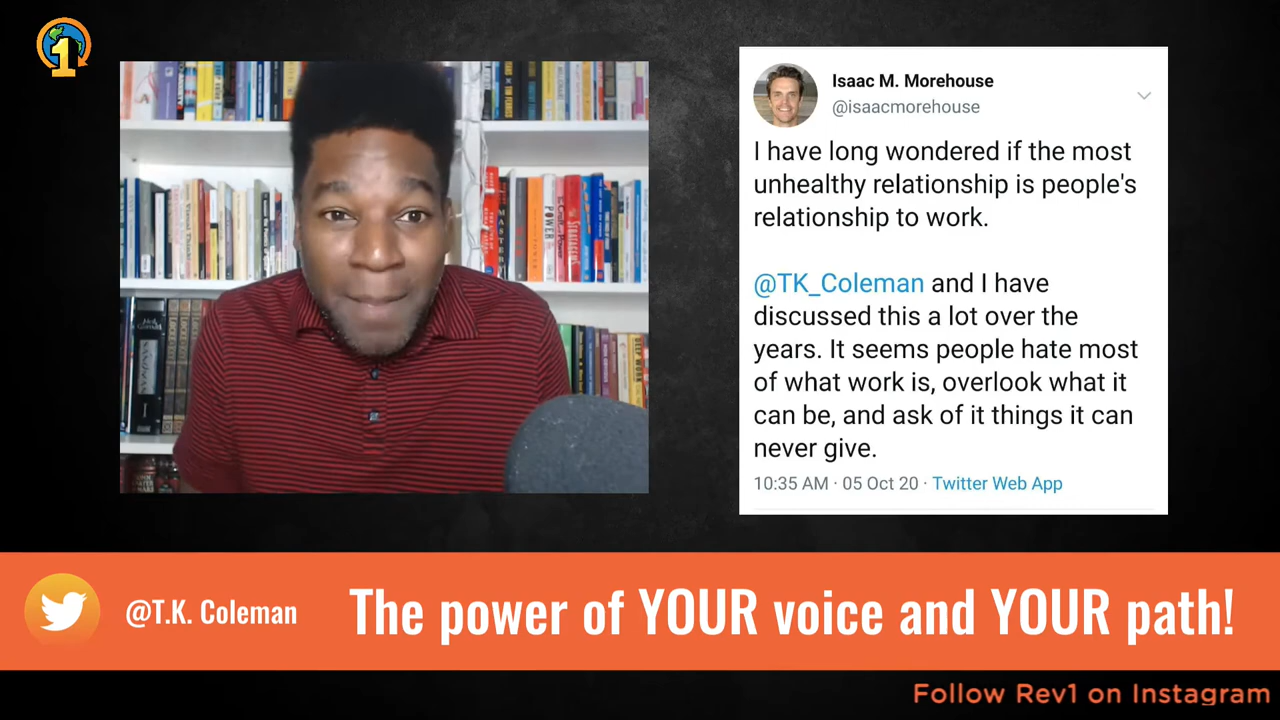 1
Isaac M. Morehouse
@isaacmorehouse
I have long wondered if the most
unhealthy relationship is people's
relationship to work.
@TK_Coleman and I have
discussed this a lot over the
years. It seems people hate most
of what work is, overlook what it
can be, and ask of it things it can
never give.
10:35 AM · 05 Oct 20 · Twitter Web App
POWER
MASTERY
@T.K. Coleman
The power of YOUR voice and YOUR path!
Follow Rev1 on Instagram